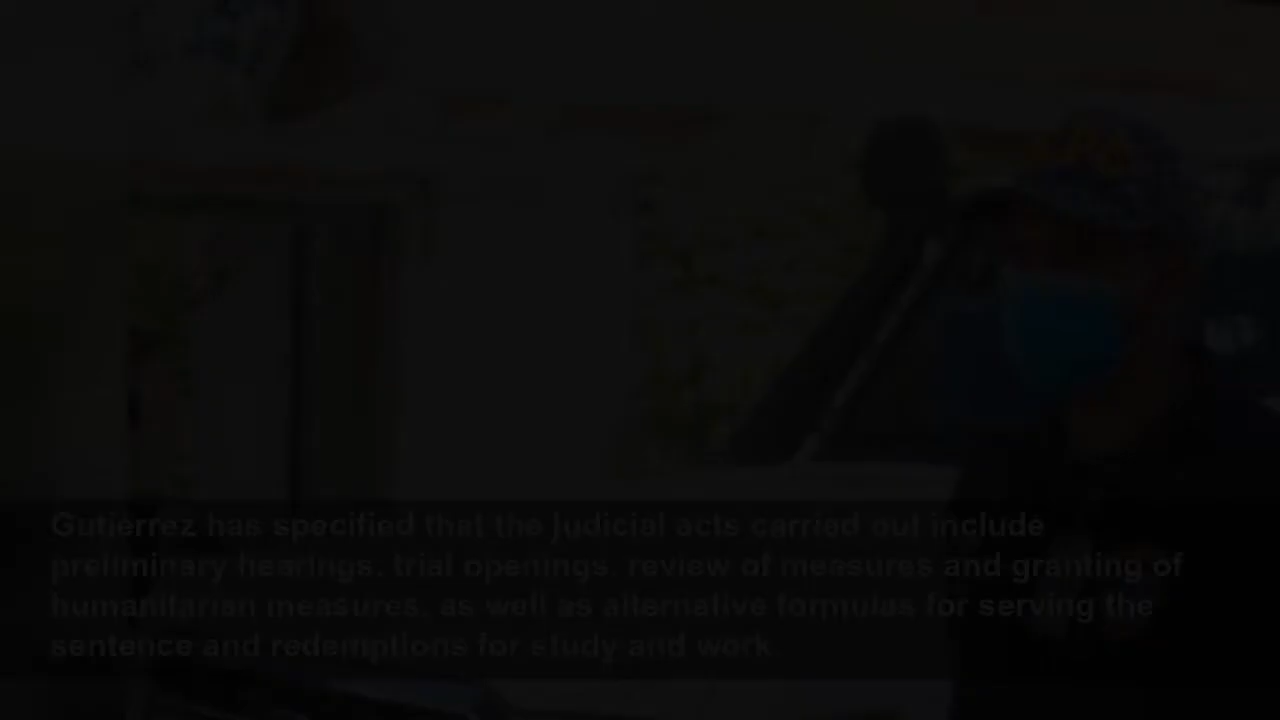 Gutiérrez has specified that the judicial acts carried out include
preliminary hearings, trial openings, review of measures and granting of
humanitarian measures, as well as alternative formulas for serving the
sentence and redemptions for study and work.